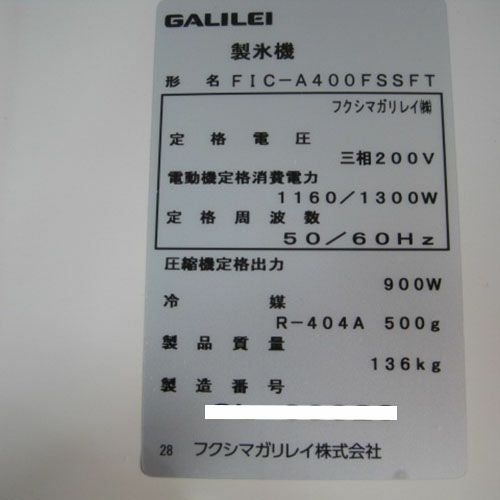 GALILEI
製氷機
形名 FIC-A400FSSFT
フクシマガリレイ㈱
定格電圧
三相200V
電動機定格消費電力
1160/1300W
定格周波数
50/60Hz
圧縮機定格出力
900W
冷媒
R-404A 500g
製品質量
136kg
製造番号
28 フクシマガリレイ株式会社